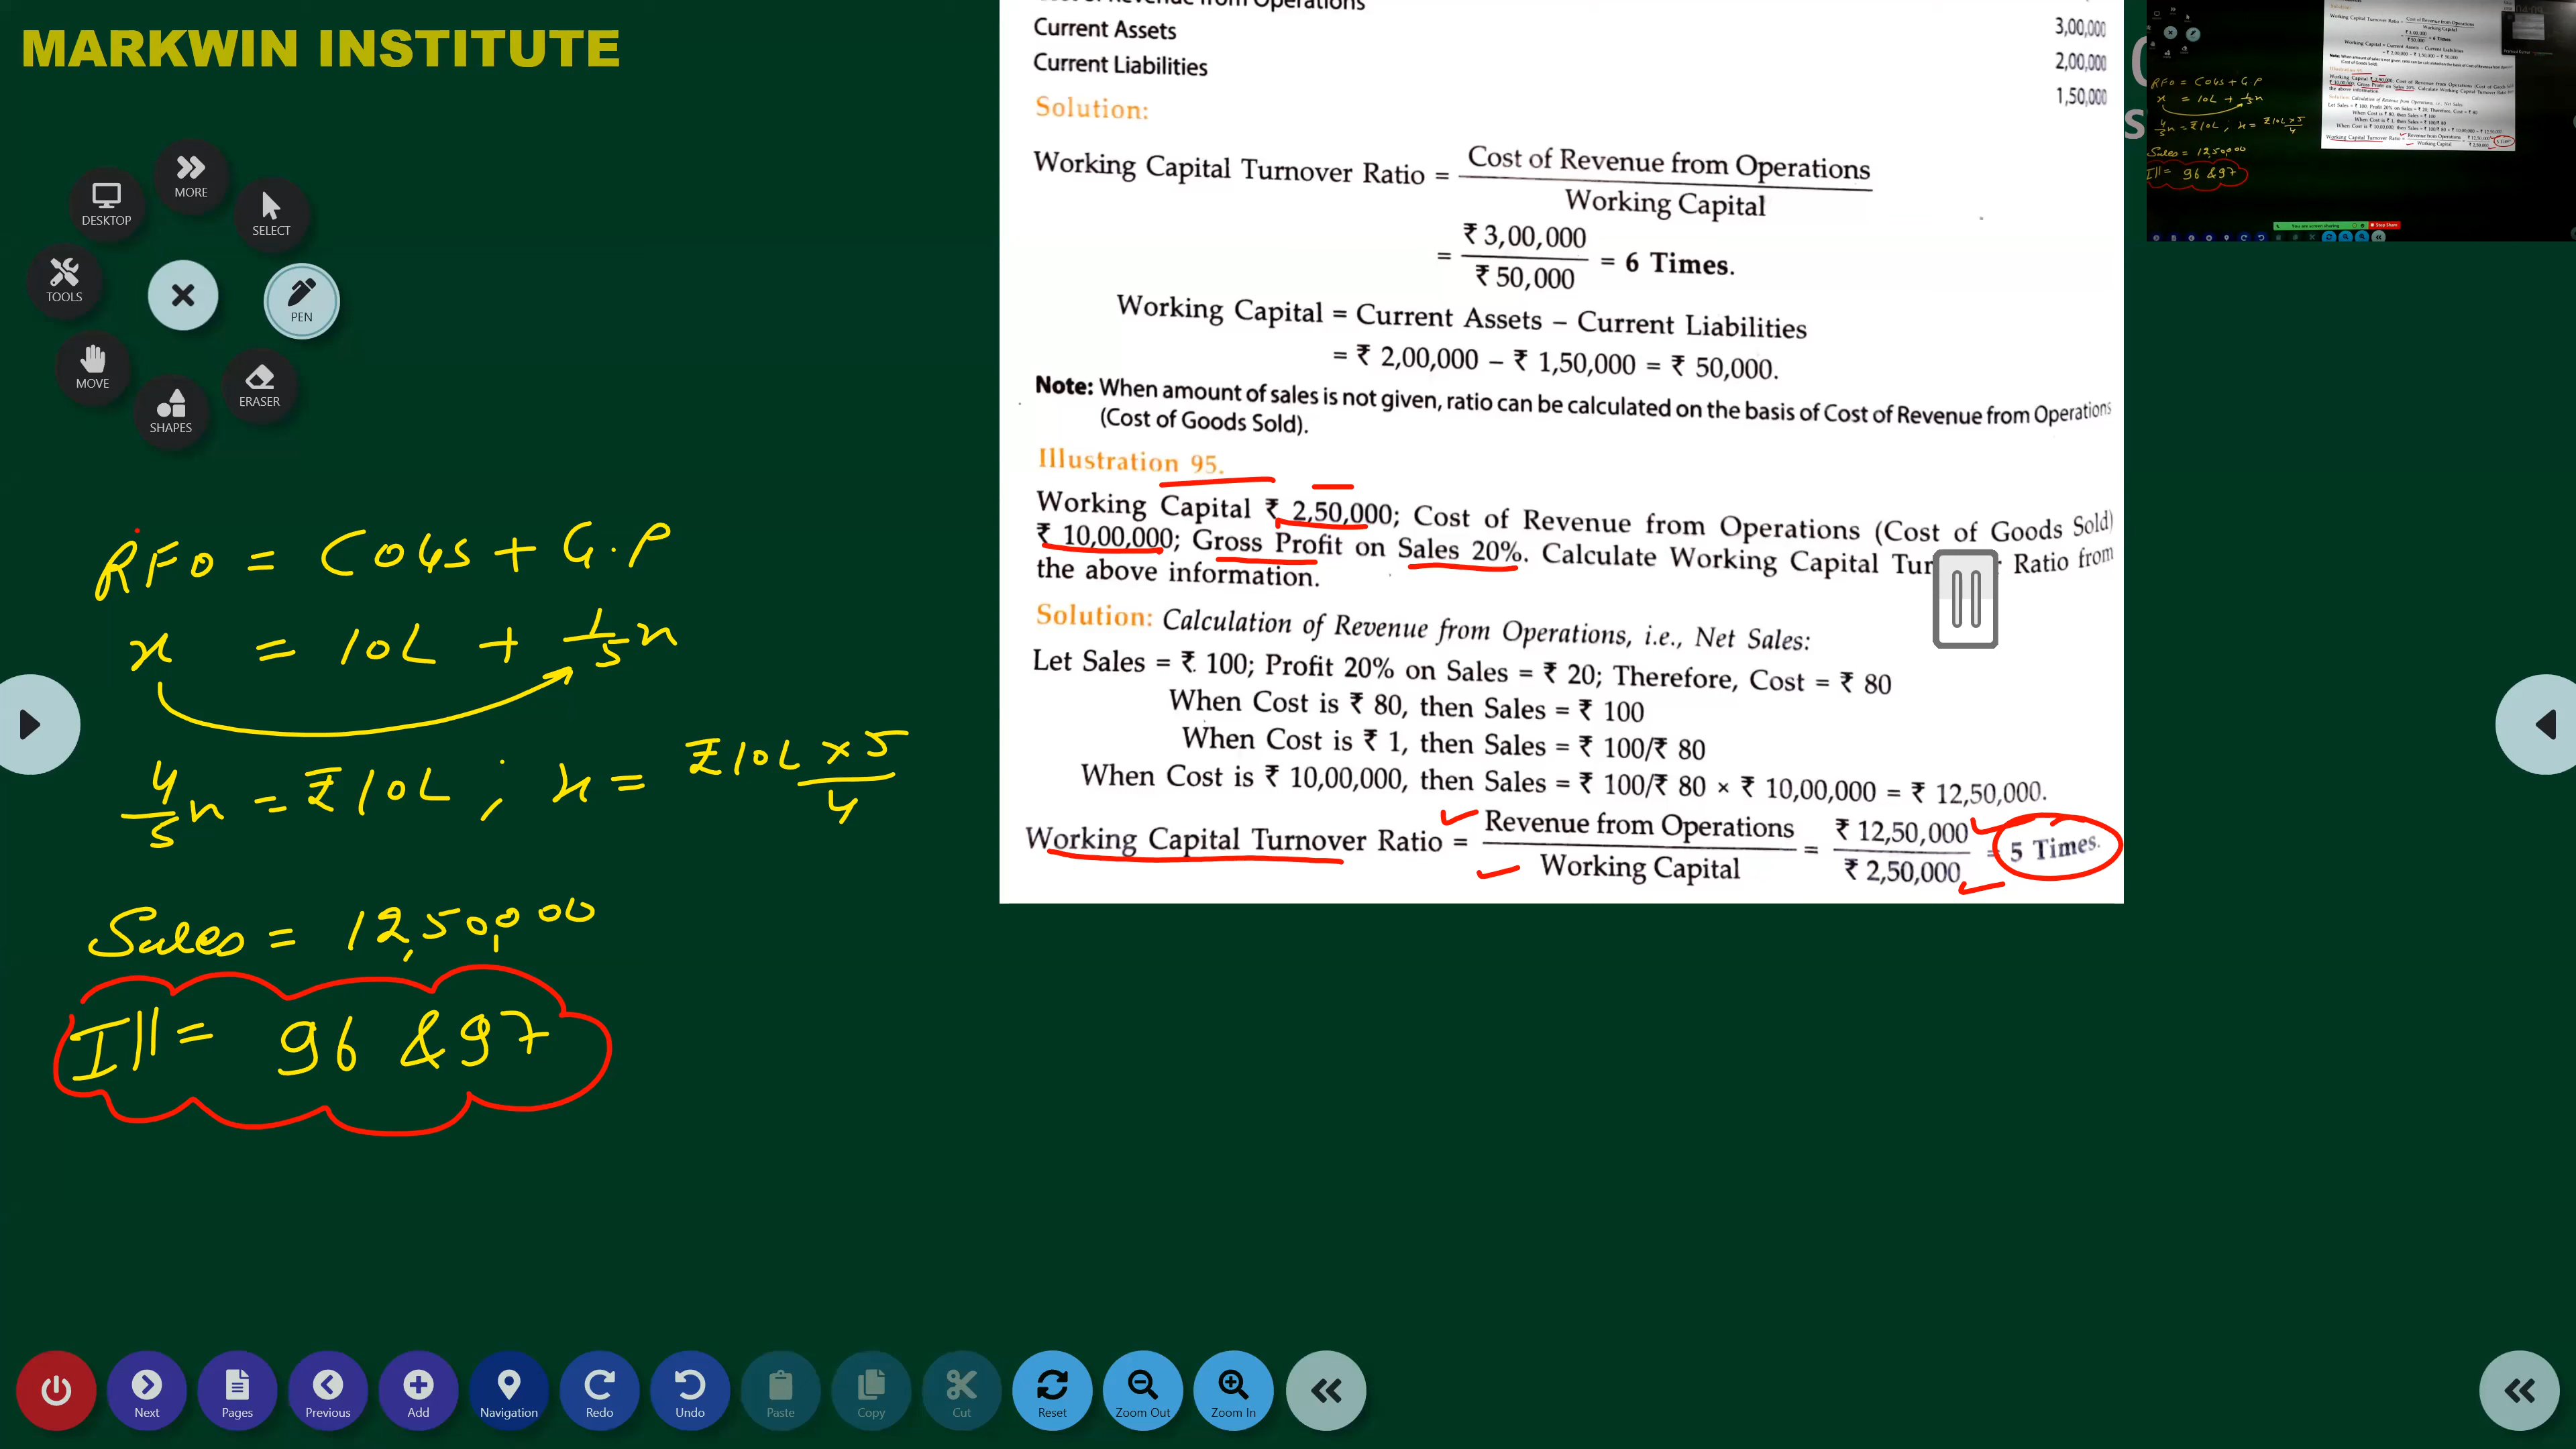 MARKWIN INSTITUTE
MORE
DESKTOP
SELECT
TOOLS
PEN
MOVE
ERASER
SHAPES
RFO = COGS + G.P
x = 10L + 1/5 x
4/5 x = ₹10L ; x = ₹10L × 5 / 4
Sales = 12,50,000
Ill = 96 & 97
Current Assets 3,00,000
Current Liabilities 2,00,000
1,50,000
Solution:
Working Capital Turnover Ratio = Cost of Revenue from Operations / Working Capital
= ₹ 3,00,000 / ₹ 50,000 = 6 Times.
Working Capital = Current Assets – Current Liabilities
= ₹ 2,00,000 – ₹ 1,50,000 = ₹ 50,000.
Note: When amount of sales is not given, ratio can be calculated on the basis of Cost of Revenue from Operations
(Cost of Goods Sold).
Illustration 95.
Working Capital ₹ 2,50,000; Cost of Revenue from Operations (Cost of Goods Sold)
₹ 10,00,000; Gross Profit on Sales 20%. Calculate Working Capital Tur Ratio from
the above information.
Solution: Calculation of Revenue from Operations, i.e., Net Sales:
Let Sales = ₹ 100; Profit 20% on Sales = ₹ 20; Therefore, Cost = ₹ 80
When Cost is ₹ 80, then Sales = ₹ 100
When Cost is ₹ 1, then Sales = ₹ 100/₹ 80
When Cost is ₹ 10,00,000, then Sales = ₹ 100/₹ 80 × ₹ 10,00,000 = ₹ 12,50,000.
Working Capital Turnover Ratio = Revenue from Operations / Working Capital = ₹ 12,50,000 / ₹ 2,50,000 = 5 Times.
Next
Pages
Previous
Add
Navigation
Redo
Undo
Paste
Copy
Cut
Reset
Zoom Out
Zoom In